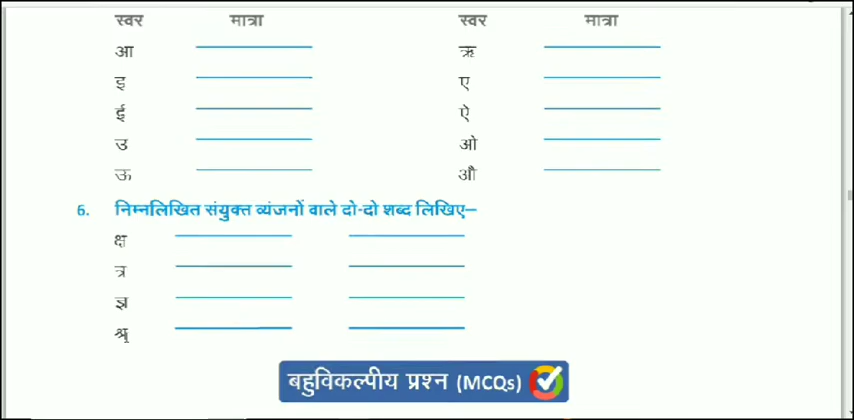 स्वर मात्रा स्वर मात्रा
आ ऋ
इ ए
ई ऐ
उ ओ
ऊ औ
6. निम्नलिखित संयुक्त व्यंजनों वाले दो-दो शब्द लिखिए–
क्ष
त्र
ज्ञ
श्र्
बहुविकल्पीय प्रश्न (MCQs)